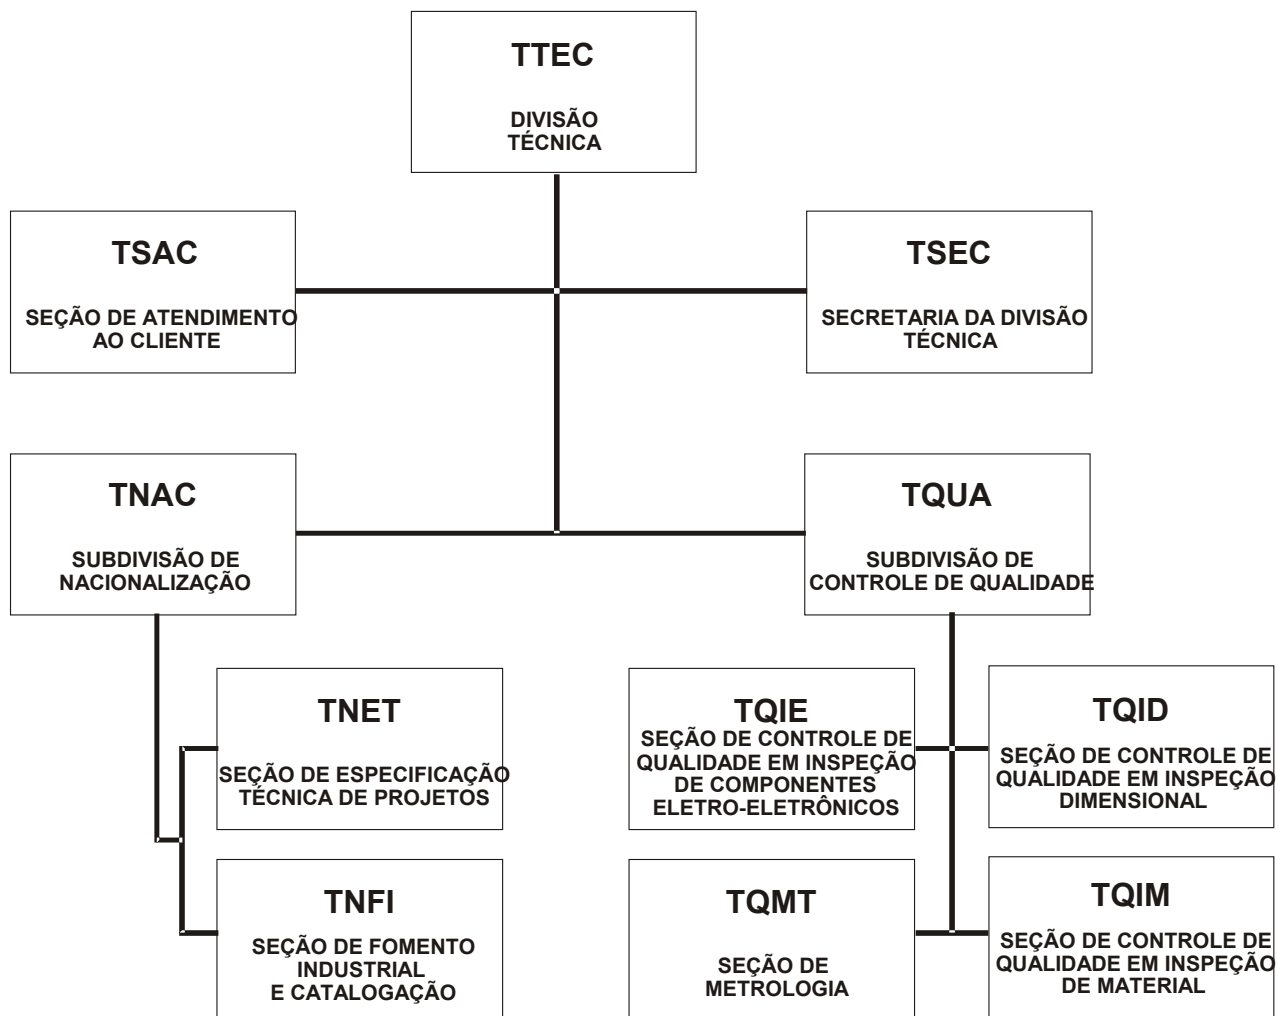 TTEC
DIVISÃO
TÉCNICA
TSAC
SEÇÃO DE ATENDIMENTO
AO CLIENTE
TSEC
SECRETARIA DA DIVISÃO
TÉCNICA
TNAC
SUBDIVISÃO DE
NACIONALIZAÇÃO
TQUA
SUBDIVISÃO DE
CONTROLE DE QUALIDADE
TNET
SEÇÃO DE ESPECIFICAÇÃO
TÉCNICA DE PROJETOS
TQIE
SEÇÃO DE CONTROLE DE
QUALIDADE EM INSPEÇÃO
DE COMPONENTES
ELETRO-ELETRÔNICOS
TQID
SEÇÃO DE CONTROLE DE
QUALIDADE EM INSPEÇÃO
DIMENSIONAL
TNFI
SEÇÃO DE FOMENTO
INDUSTRIAL
E CATALOGAÇÃO
TQMT
SEÇÃO DE
METROLOGIA
TQIM
SEÇÃO DE CONTROLE DE
QUALIDADE EM INSPEÇÃO
DE MATERIAL